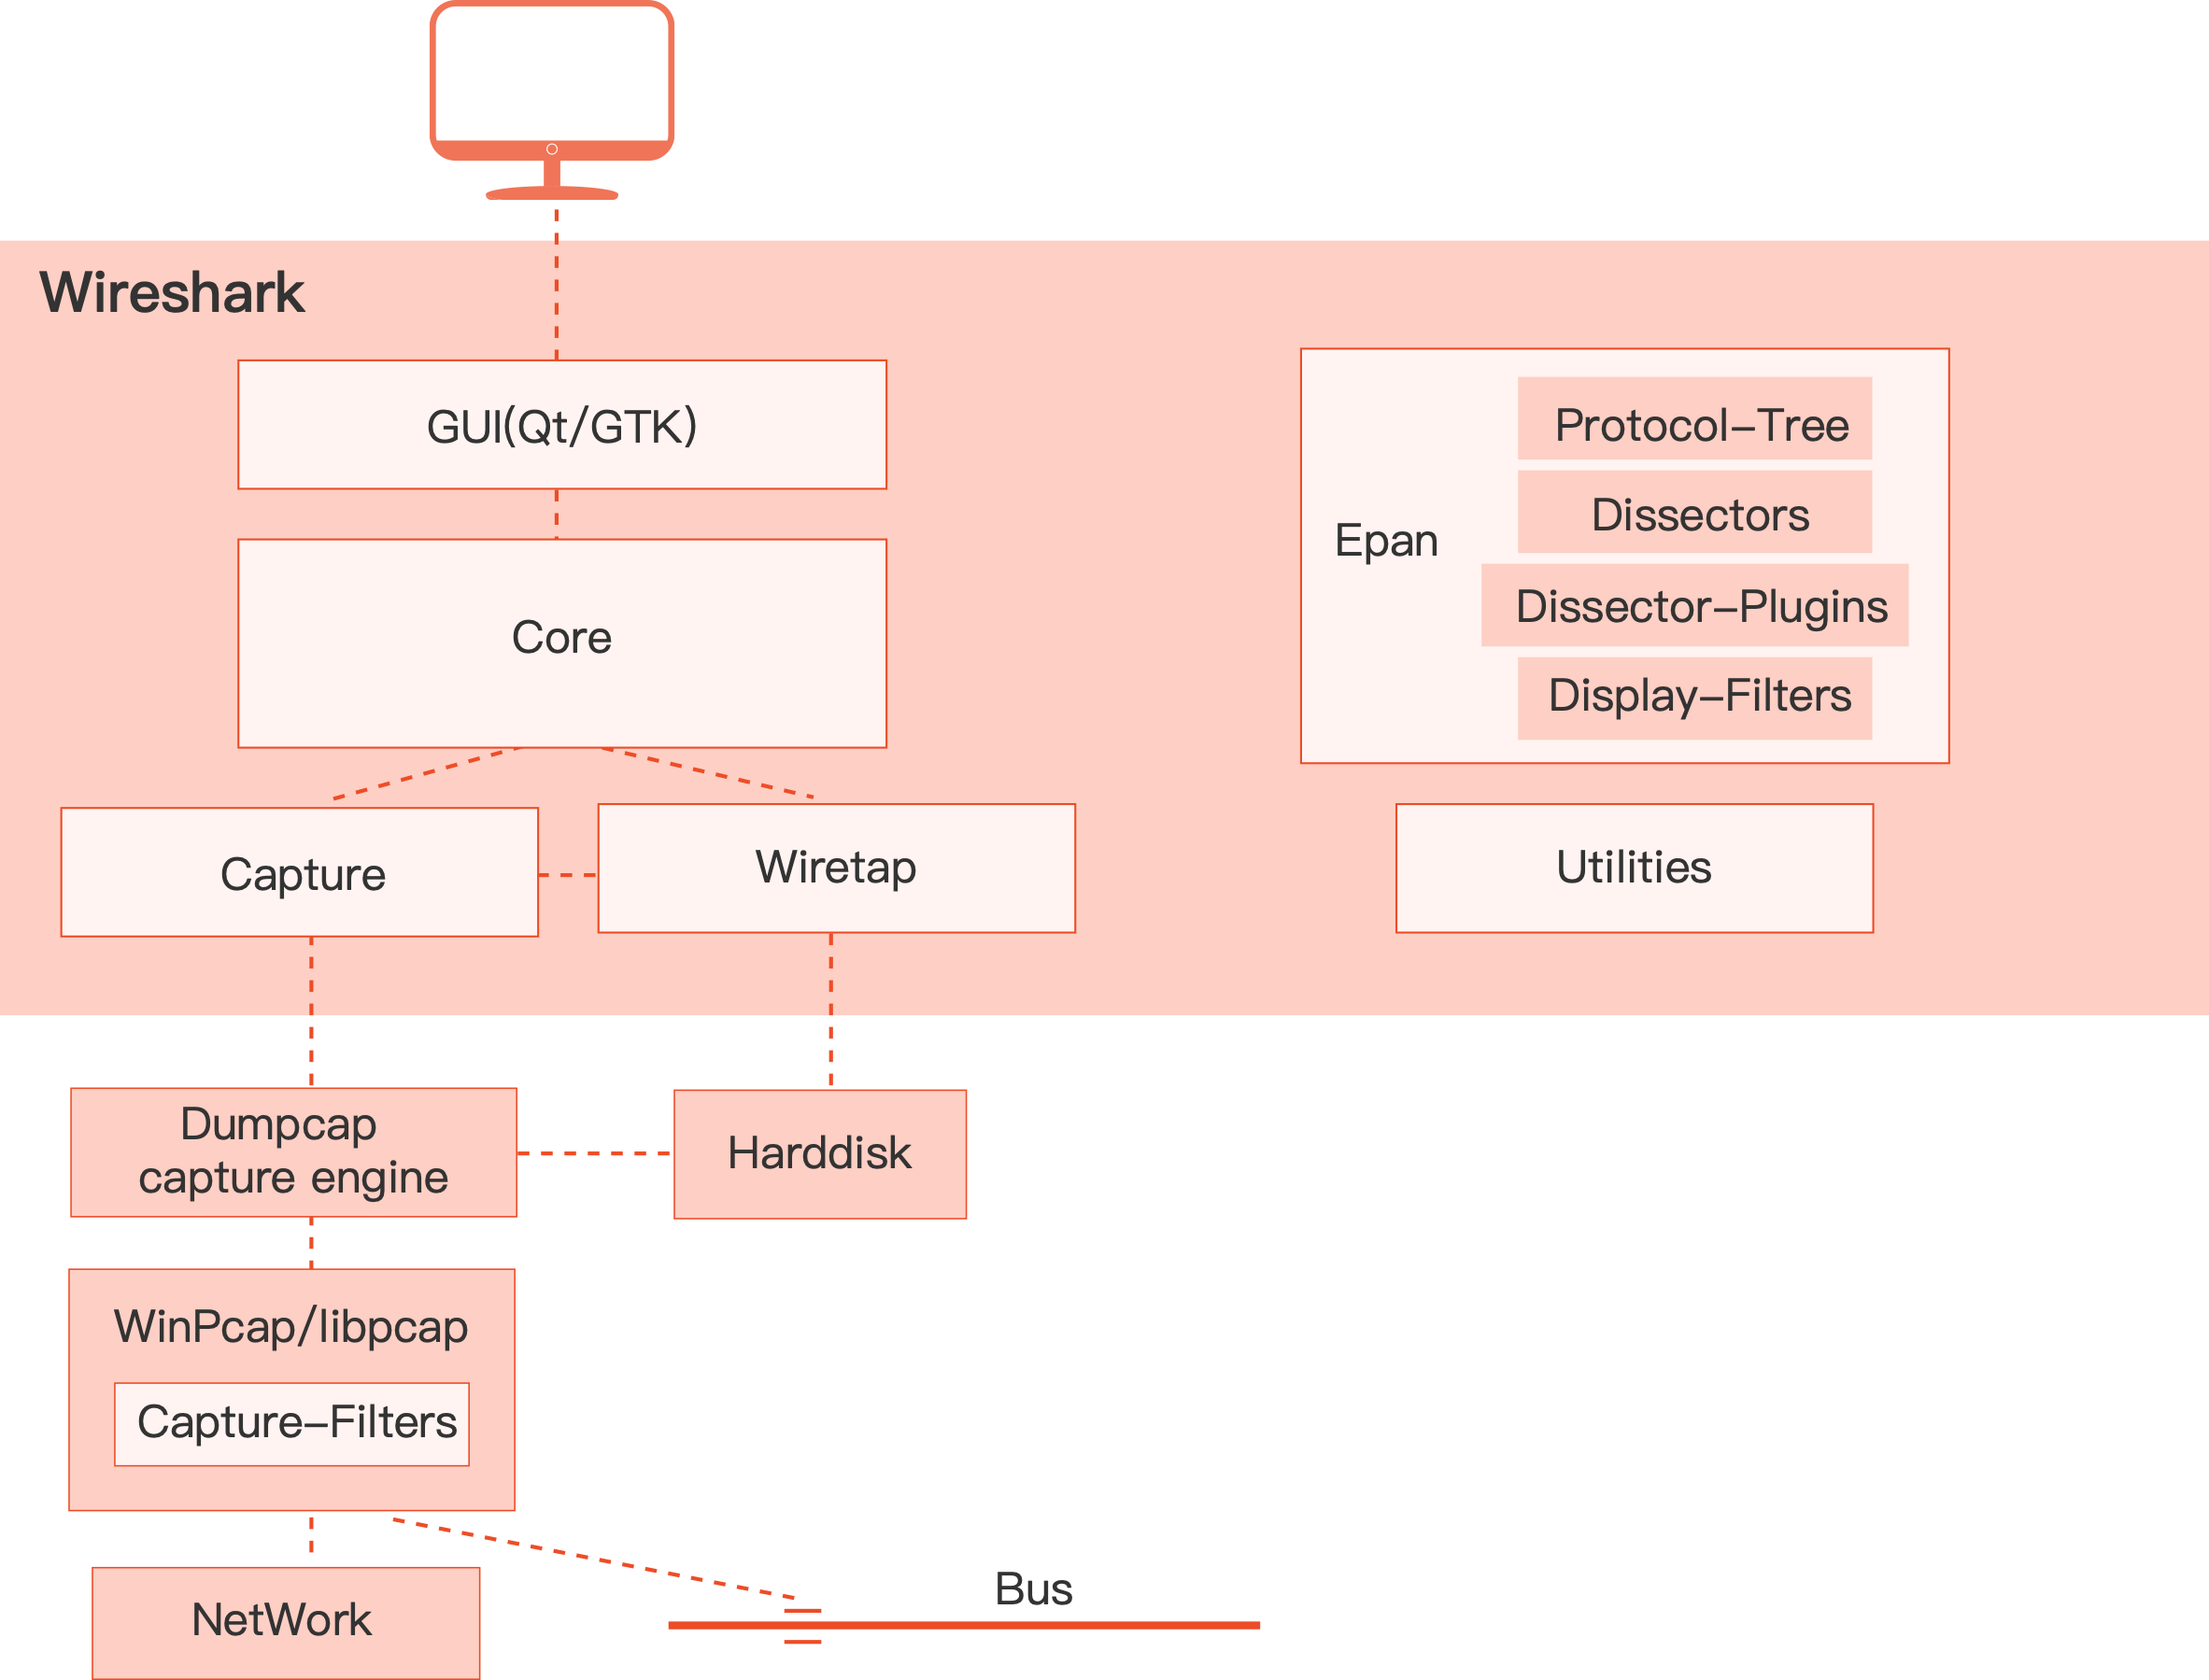 Wireshark
GUI(Qt/GTK)
Core
Capture
Wiretap
Epan
Protocol–Tree
Dissectors
Dissector–Plugins
Display–Filters
Utilities
Dumpcap
capture engine
Harddisk
WinPcap/libpcap
Capture–Filters
NetWork
Bus